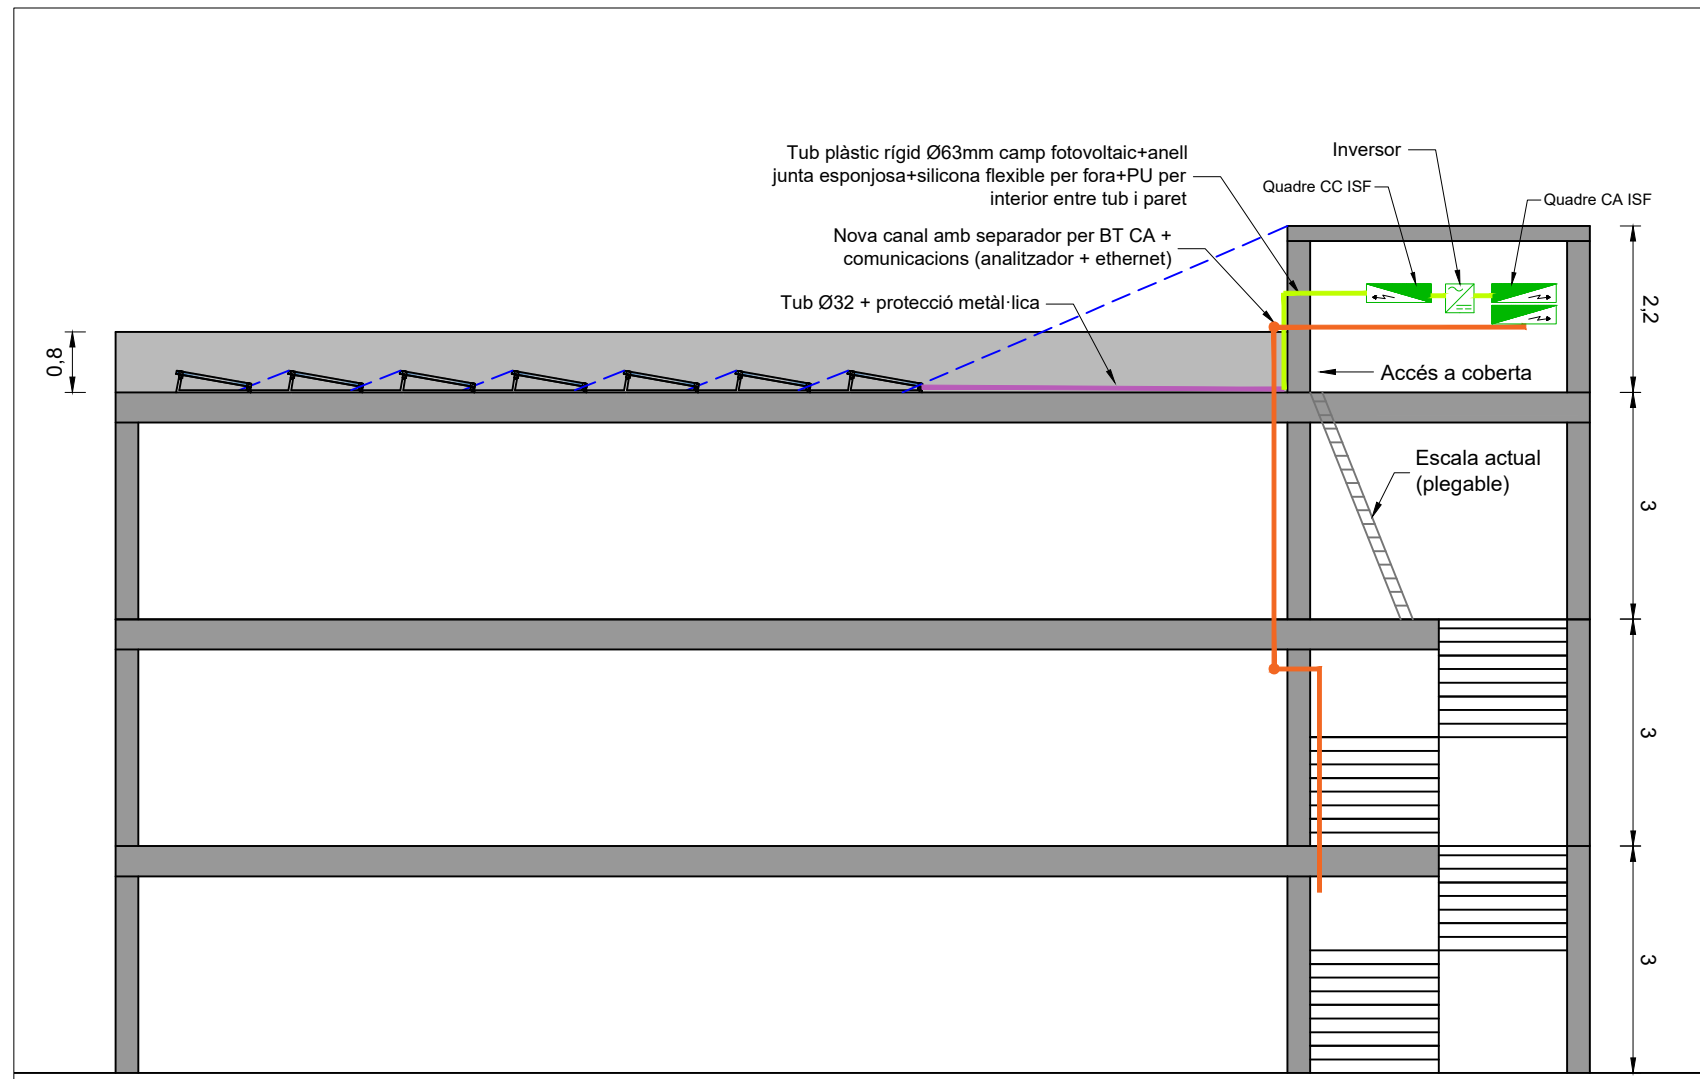 Tub plàstic rígid Ø63mm camp fotovoltaic+anell
junta esponjosa+silicona flexible per fora+PU per
interior entre tub i paret
Inversor
Quadre CC ISF
Quadre CA ISF
Nova canal amb separador per BT CA +
comunicacions (analitzador + ethernet)
Tub Ø32 + protecció metàl·lica
2,2
0,8
Accés a coberta
Escala actual
(plegable)
3
3
3